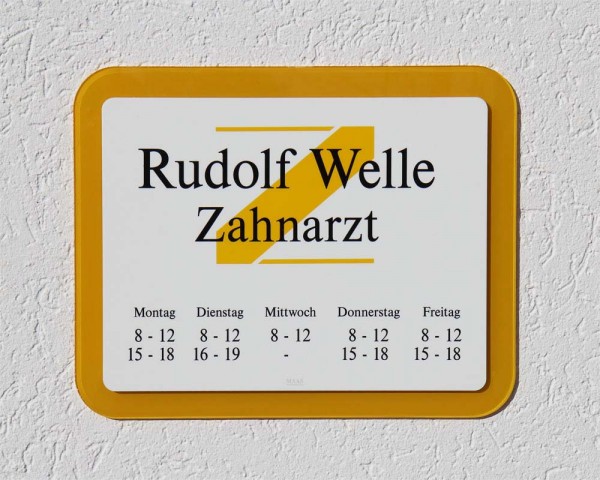 Rudolf Welle
Zahnarzt
Montag Dienstag Mittwoch Donnerstag Freitag
8 - 12 8 - 12 8 - 12 8 - 12 8 - 12
15 - 18 16 - 19 - 15 - 18 15 - 18